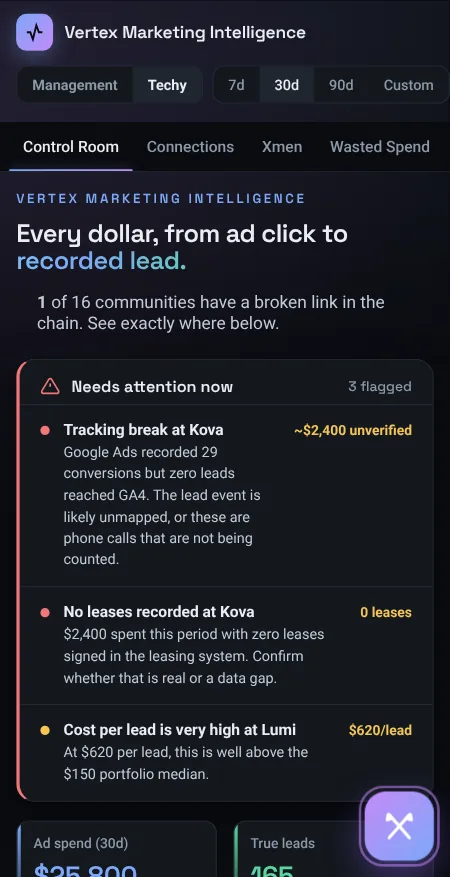 Vertex Marketing Intelligence
Management Techy 7d 30d 90d Custom
Control Room Connections Xmen Wasted Spend
VERTEX MARKETING INTELLIGENCE
Every dollar, from ad click to
recorded lead.
1 of 16 communities have a broken link in the
chain. See exactly where below.
Needs attention now 3 flagged
Tracking break at Kova ~$2,400 unverified
Google Ads recorded 29
conversions but zero leads
reached GA4. The lead event is
likely unmapped, or these are
phone calls that are not being
counted.
No leases recorded at Kova 0 leases
$2,400 spent this period with zero leases
signed in the leasing system. Confirm
whether that is real or a data gap.
Cost per lead is very high at Lumi $620/lead
At $620 per lead, this is well above the
$150 portfolio median.
Ad spend (30d) True leads
$25,800 465